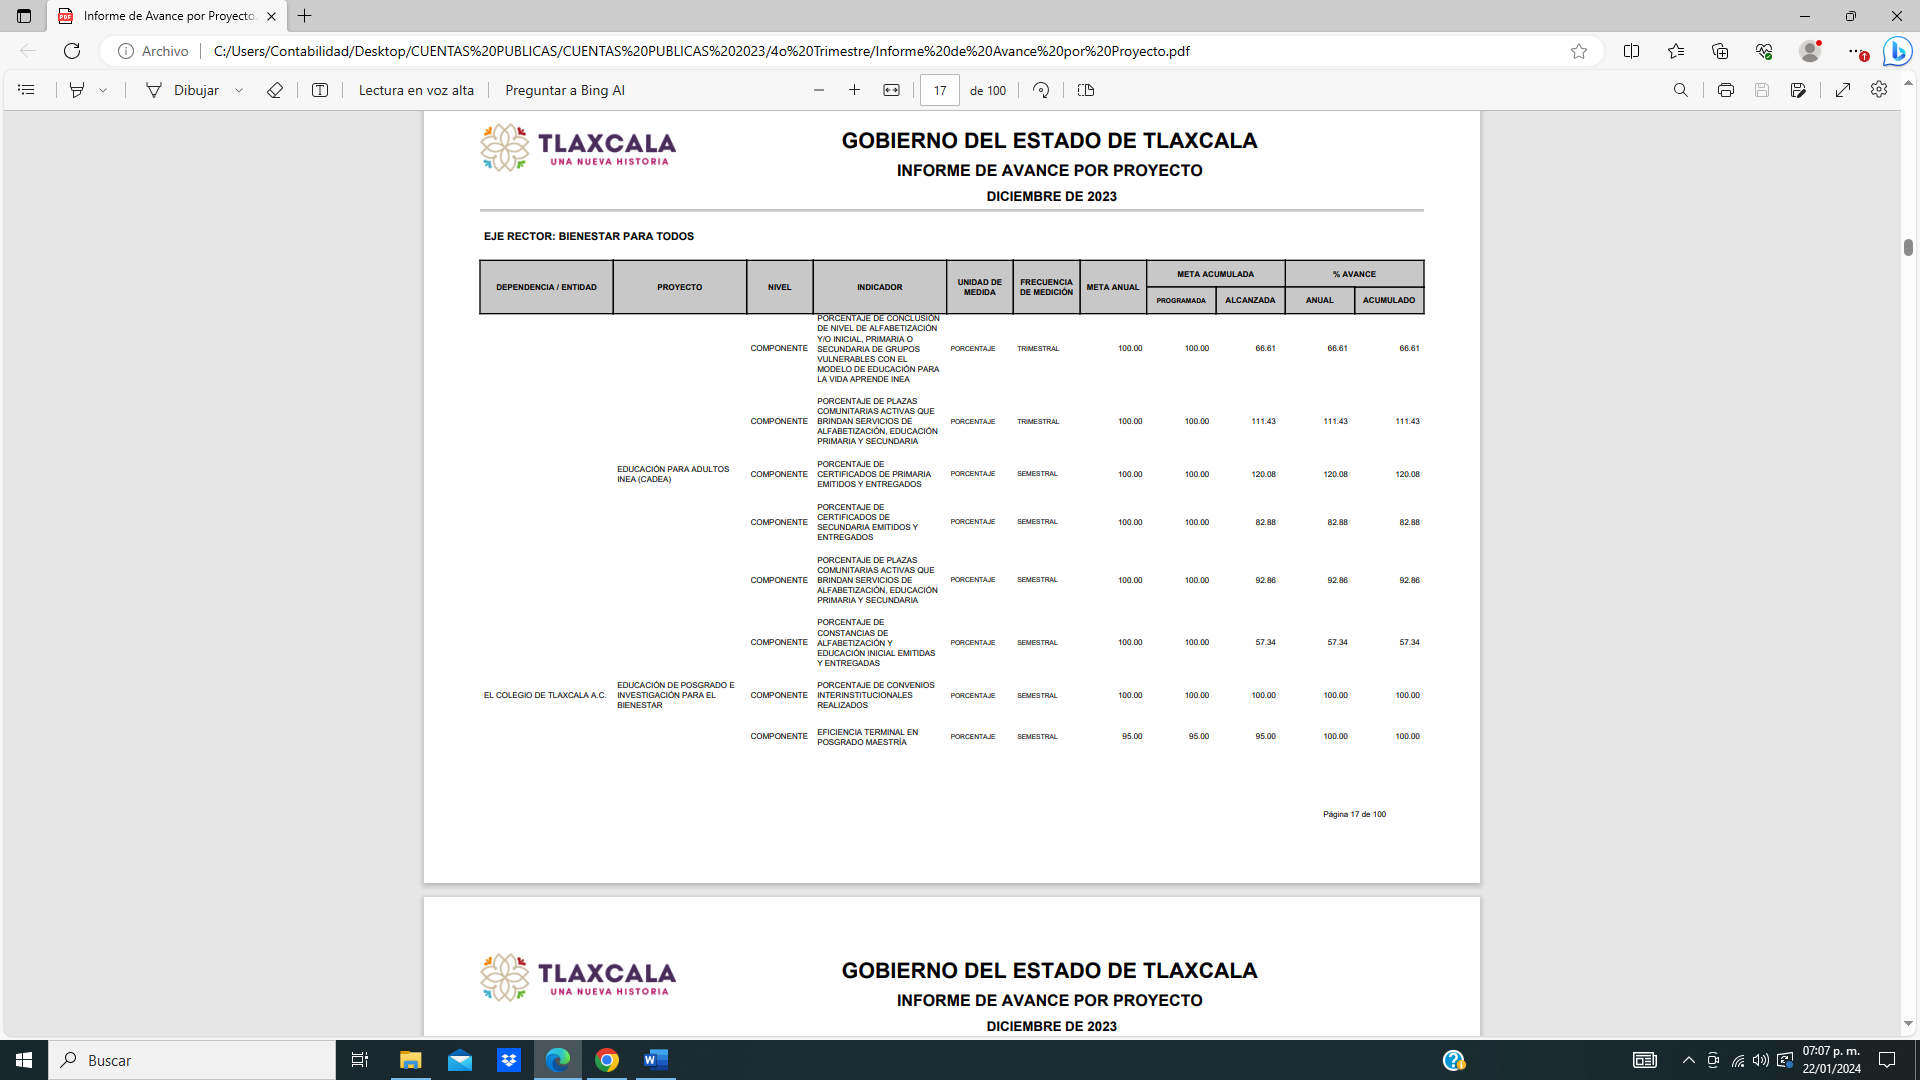 Informe de Avance por Proyecto.
Archivo
C:/Users/Contabilidad/Desktop/CUENTAS%20PUBLICAS/CUENTAS%20PUBLICAS%202023/4o%20Trimestre/Informe%20de%20Avance%20por%20Proyecto.pdf
Dibujar
Lectura en voz alta
Preguntar a Bing AI
17 de 100
TLAXCALA
UNA NUEVA HISTORIA
GOBIERNO DEL ESTADO DE TLAXCALA
INFORME DE AVANCE POR PROYECTO
DICIEMBRE DE 2023
EJE RECTOR: BIENESTAR PARA TODOS
DEPENDENCIA / ENTIDAD
PROYECTO
NIVEL
INDICADOR
UNIDAD DE
MEDIDA
FRECUENCIA
DE MEDICIÓN
META ANUAL
META ACUMULADA
PROGRAMADA
ALCANZADA
% AVANCE
ANUAL
ACUMULADO
COMPONENTE
PORCENTAJE DE CONCLUSIÓN
DE NIVEL DE ALFABETIZACIÓN
Y/O INICIAL, PRIMARIA O
SECUNDARIA DE GRUPOS
VULNERABLES CON EL
MODELO DE EDUCACIÓN PARA
LA VIDA APRENDE INEA
PORCENTAJE TRIMESTRAL 100.00 100.00 66.61 66.61 66.61
COMPONENTE
PORCENTAJE DE PLAZAS
COMUNITARIAS ACTIVAS QUE
BRINDAN SERVICIOS DE
ALFABETIZACIÓN, EDUCACIÓN
PRIMARIA Y SECUNDARIA
PORCENTAJE TRIMESTRAL 100.00 100.00 111.43 111.43 111.43
EDUCACIÓN PARA ADULTOS
INEA (CADEA)
COMPONENTE
PORCENTAJE DE
CERTIFICADOS DE PRIMARIA
EMITIDOS Y ENTREGADOS
PORCENTAJE SEMESTRAL 100.00 100.00 120.08 120.08 120.08
COMPONENTE
PORCENTAJE DE
CERTIFICADOS DE
SECUNDARIA EMITIDOS Y
ENTREGADOS
PORCENTAJE SEMESTRAL 100.00 100.00 82.88 82.88 82.88
COMPONENTE
PORCENTAJE DE PLAZAS
COMUNITARIAS ACTIVAS QUE
BRINDAN SERVICIOS DE
ALFABETIZACIÓN, EDUCACIÓN
PRIMARIA Y SECUNDARIA
PORCENTAJE SEMESTRAL 100.00 100.00 92.86 92.86 92.86
COMPONENTE
PORCENTAJE DE
CONSTANCIAS DE
ALFABETIZACIÓN Y
EDUCACIÓN INICIAL EMITIDAS
Y ENTREGADAS
PORCENTAJE SEMESTRAL 100.00 100.00 57.34 57.34 57.34
EL COLEGIO DE TLAXCALA A.C.
EDUCACIÓN DE POSGRADO E
INVESTIGACIÓN PARA EL
BIENESTAR
COMPONENTE
PORCENTAJE DE CONVENIOS
INTERINSTITUCIONALES
REALIZADOS
PORCENTAJE SEMESTRAL 100.00 100.00 100.00 100.00 100.00
COMPONENTE
EFICIENCIA TERMINAL EN
POSGRADO MAESTRÍA
PORCENTAJE SEMESTRAL 95.00 95.00 95.00 100.00 100.00
Página 17 de 100
TLAXCALA
UNA NUEVA HISTORIA
GOBIERNO DEL ESTADO DE TLAXCALA
INFORME DE AVANCE POR PROYECTO
DICIEMBRE DE 2023
Buscar
07:07 p. m.
22/01/2024